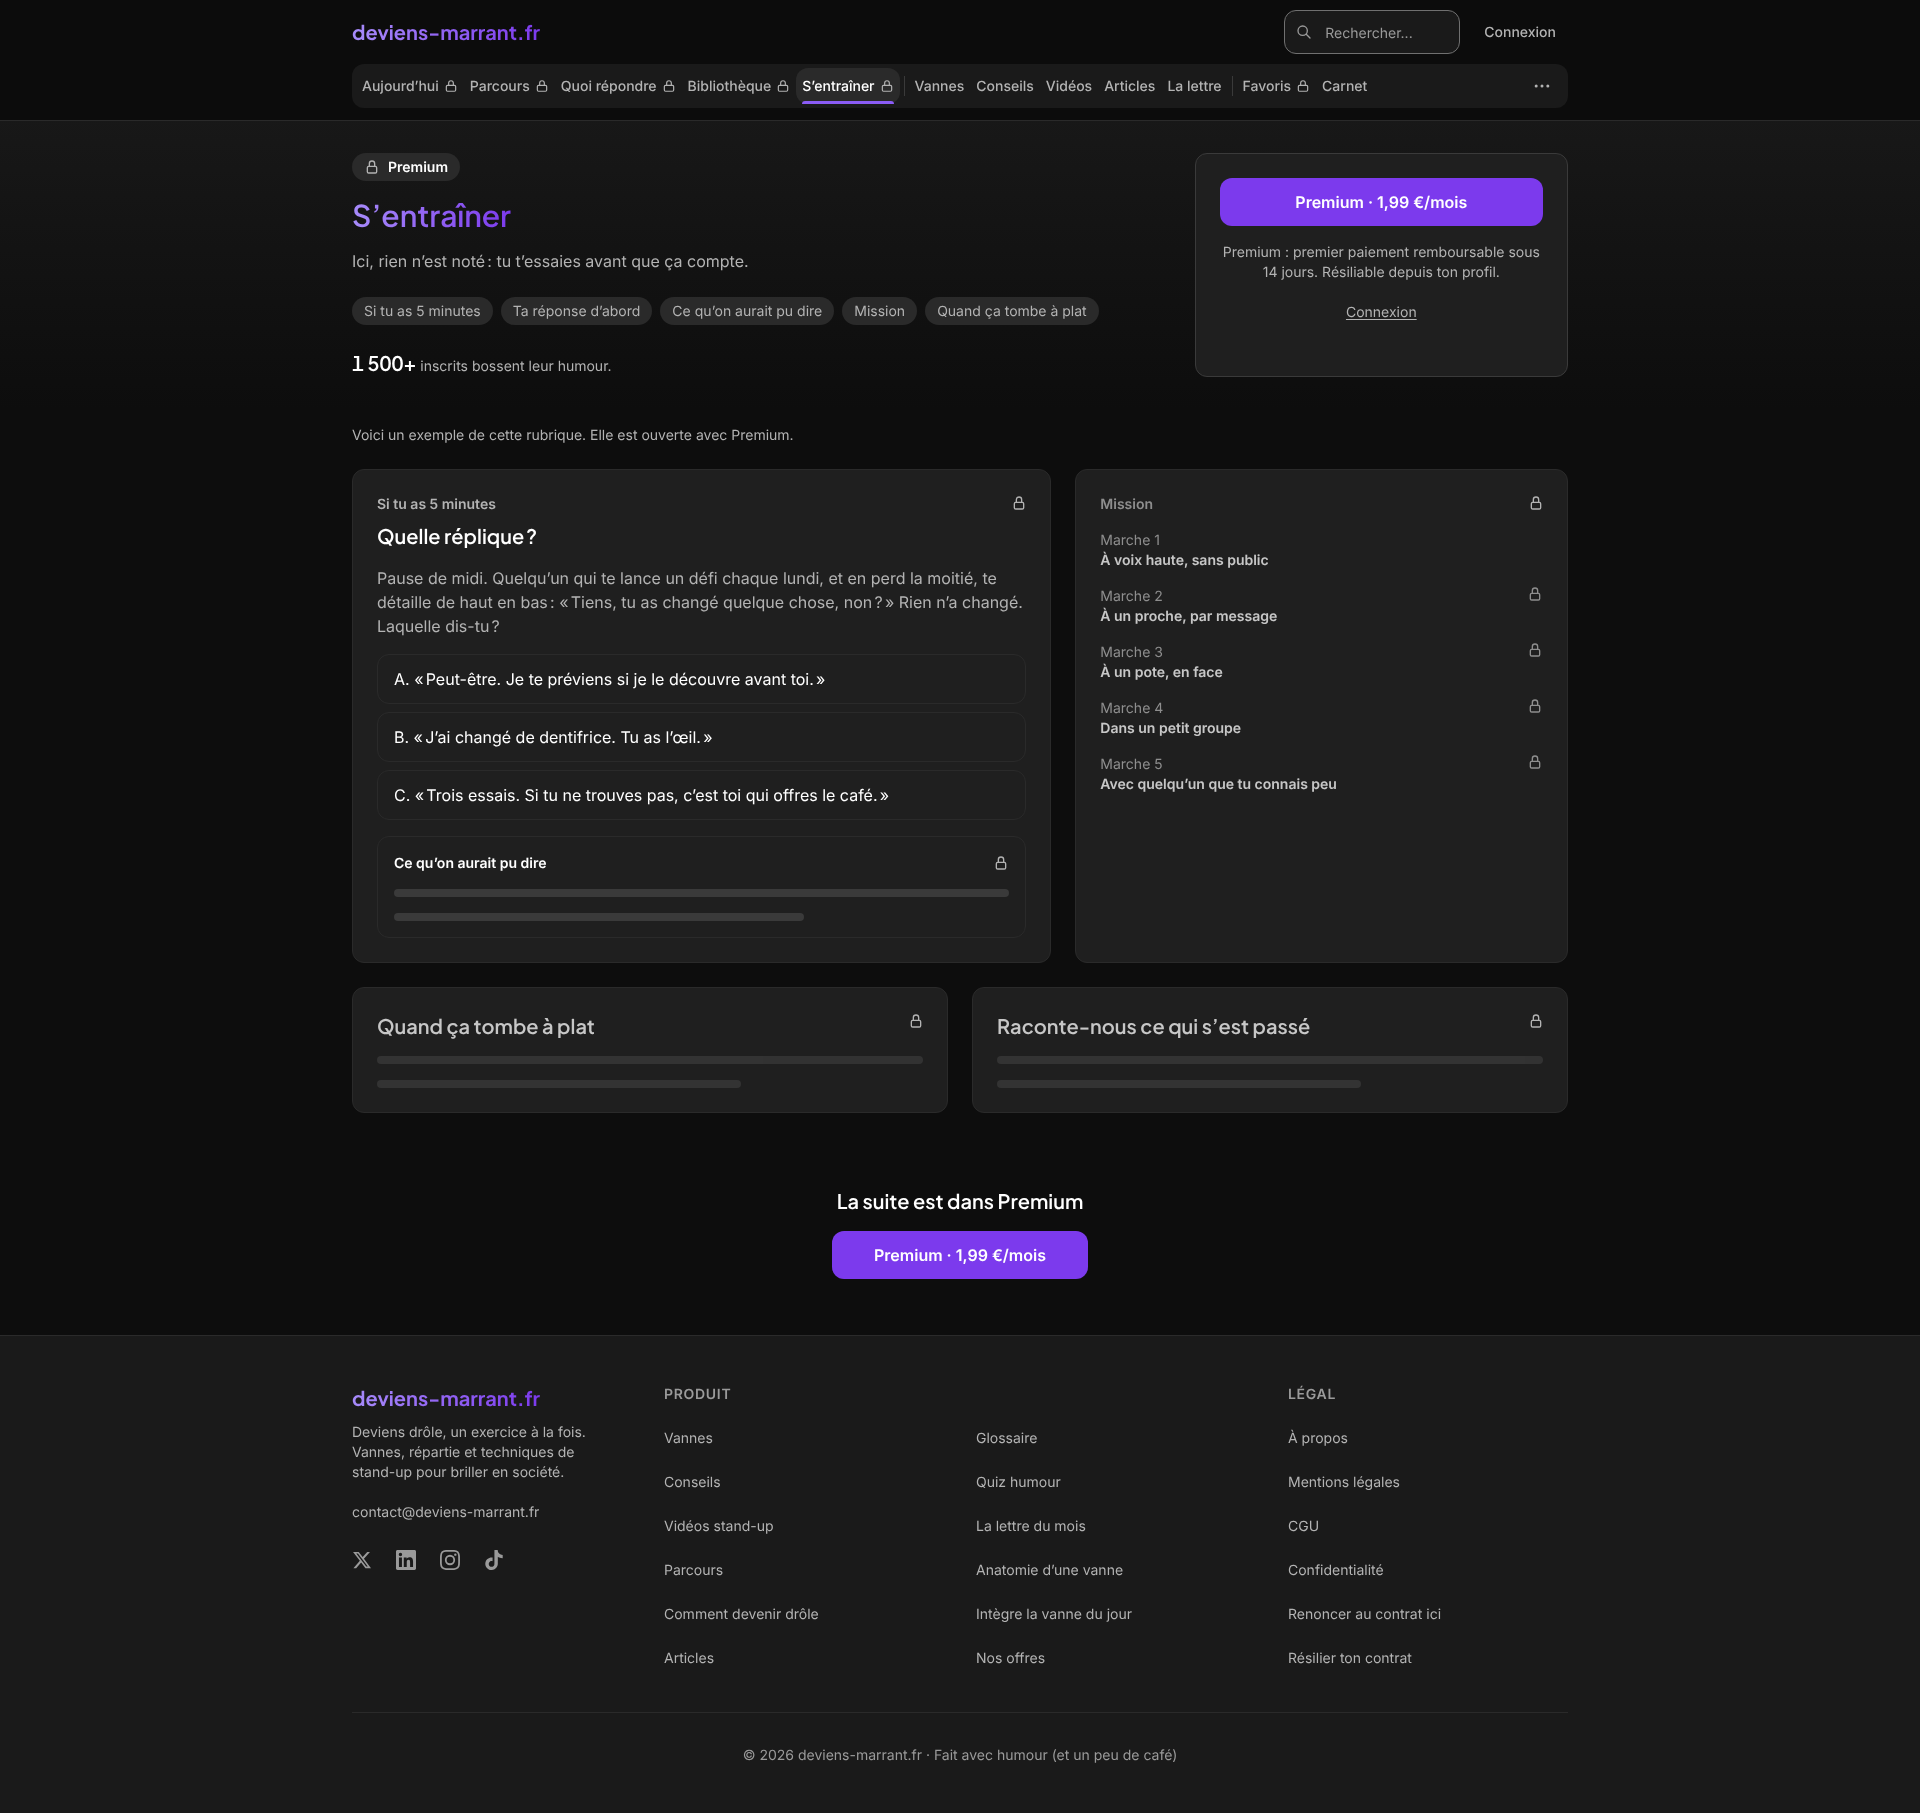 deviens-marrant.fr
Rechercher...
Connexion
Aujourd’hui
Parcours
Quoi répondre
Bibliothèque
S’entraîner
Vannes
Conseils
Vidéos
Articles
La lettre
Favoris
Carnet
Premium
S’entraîner
Ici, rien n’est noté : tu t’essaies avant que ça compte.
Si tu as 5 minutes
Ta réponse d’abord
Ce qu’on aurait pu dire
Mission
Quand ça tombe à plat
1 500+ inscrits bossent leur humour.
Premium · 1,99 €/mois
Premium : premier paiement remboursable sous
14 jours. Résiliable depuis ton profil.
Connexion
Voici un exemple de cette rubrique. Elle est ouverte avec Premium.
Si tu as 5 minutes
Quelle réplique ?
Pause de midi. Quelqu’un qui te lance un défi chaque lundi, et en perd la moitié, te
détaille de haut en bas : « Tiens, tu as changé quelque chose, non ? » Rien n’a changé.
Laquelle dis-tu ?
A. « Peut-être. Je te préviens si je le découvre avant toi. »
B. « J’ai changé de dentifrice. Tu as l’œil. »
C. « Trois essais. Si tu ne trouves pas, c’est toi qui offres le café. »
Ce qu’on aurait pu dire
Mission
Marche 1
À voix haute, sans public
Marche 2
À un proche, par message
Marche 3
À un pote, en face
Marche 4
Dans un petit groupe
Marche 5
Avec quelqu’un que tu connais peu
Quand ça tombe à plat
Raconte-nous ce qui s’est passé
La suite est dans Premium
Premium · 1,99 €/mois
deviens-marrant.fr
Deviens drôle, un exercice à la fois.
Vannes, répartie et techniques de
stand-up pour briller en société.
contact@deviens-marrant.fr
PRODUIT
Vannes
Conseils
Vidéos stand-up
Parcours
Comment devenir drôle
Articles
Glossaire
Quiz humour
La lettre du mois
Anatomie d’une vanne
Intègre la vanne du jour
Nos offres
LÉGAL
À propos
Mentions légales
CGU
Confidentialité
Renoncer au contrat ici
Résilier ton contrat
© 2026 deviens-marrant.fr · Fait avec humour (et un peu de café)